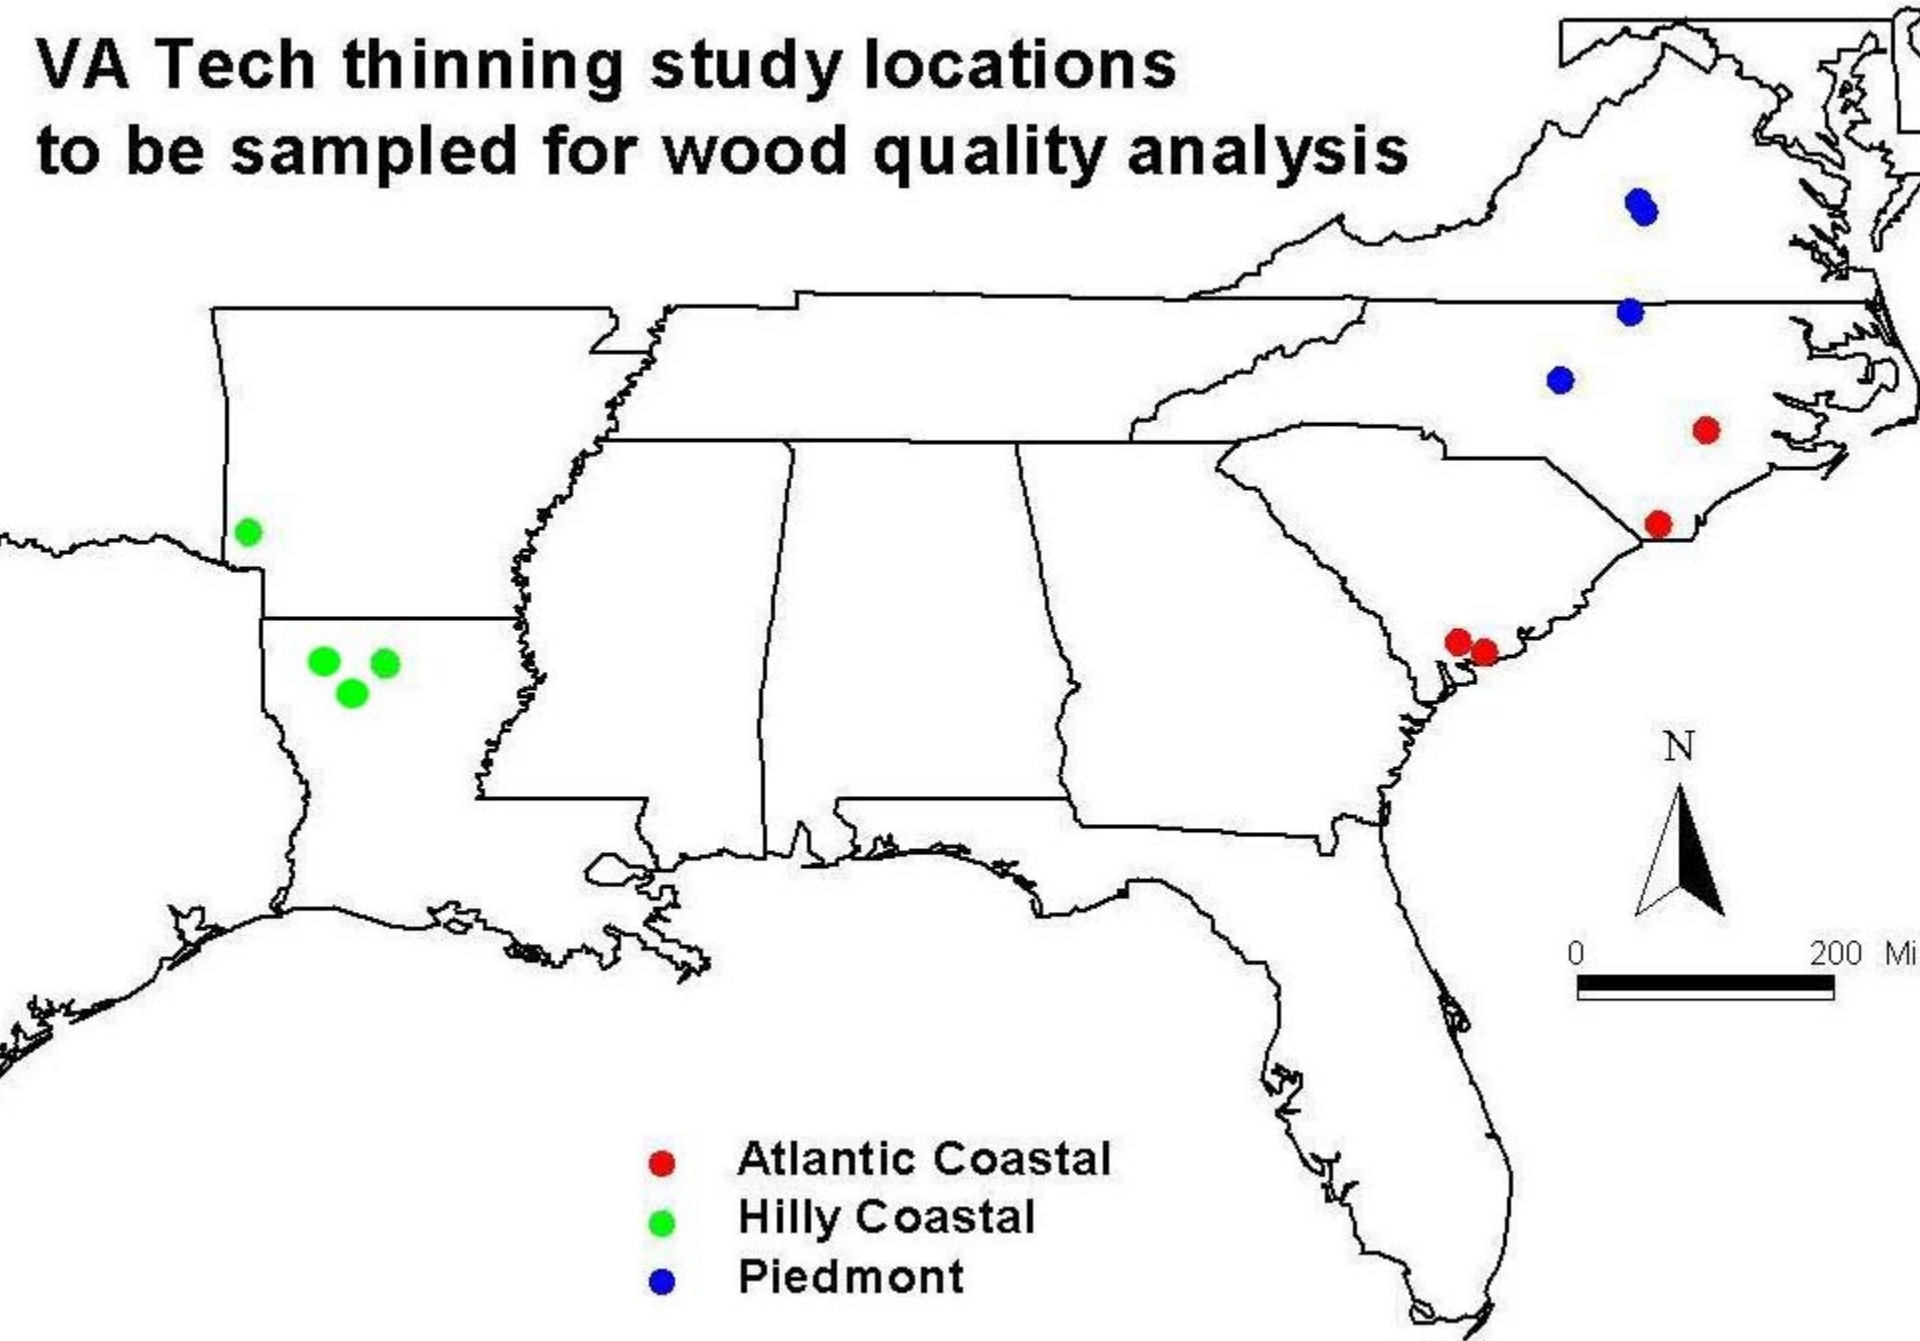 VA Tech thinning study locations
to be sampled for wood quality analysis
N
0 200 Mi
Atlantic Coastal
Hilly Coastal
Piedmont